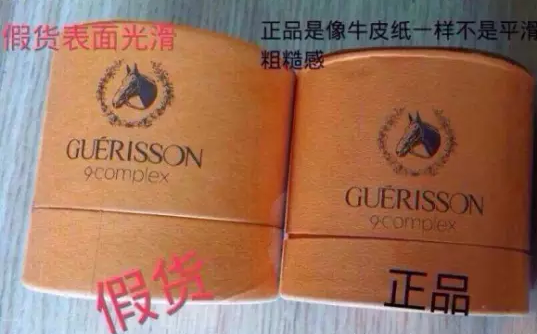 假货表面光滑
正品是像牛皮纸一样不是平滑
粗糙感
GUÉRISSON
9complex
GUÉRISSON
9complex
假货
正品